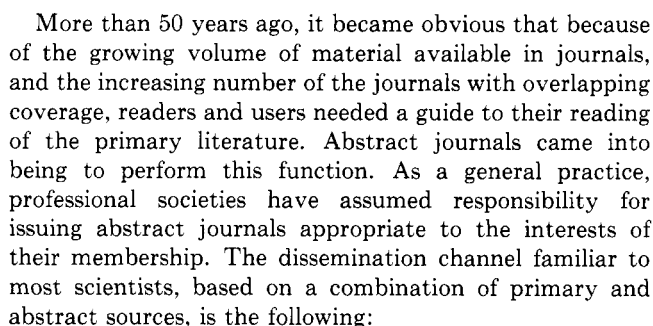 More than 50 years ago, it became obvious that because
of the growing volume of material available in journals,
and the increasing number of the journals with overlapping
coverage, readers and users needed a guide to their reading
of the primary literature. Abstract journals came into
being to perform this function. As a general practice,
professional societies have assumed responsibility for
issuing abstract journals appropriate to the interests of
their membership. The dissemination channel familiar to
most scientists, based on a combination of primary and
abstract sources, is the following: